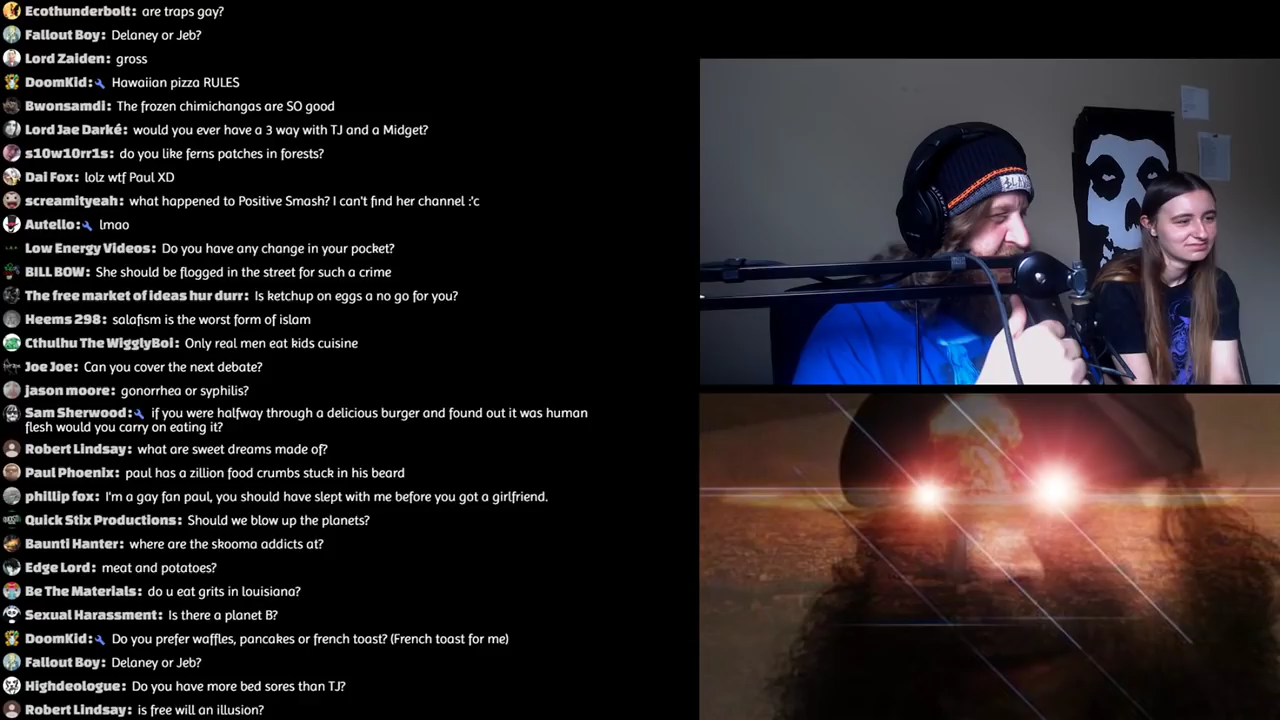 Ecothunderbolt: are traps gay?
Fallout Boy: Delaney or Jeb?
Lord Zaiden: gross
DoomKid: Hawaiian pizza RULES
Bwonsamdi: The frozen chimichangas are SO good
Lord Jae Darké: would you ever have a 3 way with TJ and a Midget?
s10w10rr1s: do you like ferns patches in forests?
Dai Fox: lolz wtf Paul XD
screamityeah: what happened to Positive Smash? I can't find her channel :'c
Autello: lmao
Low Energy Videos: Do you have any change in your pocket?
BILL BOW: She should be flogged in the street for such a crime
The free market of ideas hur durr: Is ketchup on eggs a no go for you?
Heems 298: salafism is the worst form of islam
Cthulhu The WigglyBoi: Only real men eat kids cuisine
Joe Joe: Can you cover the next debate?
jason moore: gonorrhea or syphilis?
Sam Sherwood: if you were halfway through a delicious burger and found out it was human
flesh would you carry on eating it?
Robert Lindsay: what are sweet dreams made of?
Paul Phoenix: paul has a zillion food crumbs stuck in his beard
phillip fox: I'm a gay fan paul, you should have slept with me before you got a girlfriend.
Quick Stix Productions: Should we blow up the planets?
Baunti Hanter: where are the skooma addicts at?
Edge Lord: meat and potatoes?
Be The Materials: do u eat grits in louisiana?
Sexual Harassment: Is there a planet B?
DoomKid: Do you prefer waffles, pancakes or french toast? (French toast for me)
Fallout Boy: Delaney or Jeb?
Highdeologue: Do you have more bed sores than TJ?
Robert Lindsay: is free will an illusion?